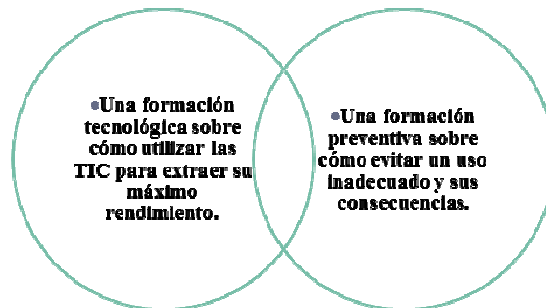 •Una formación
tecnológica sobre
cómo utilizar las
TIC para extraer su
máximo
rendimiento.
•Una formación
preventiva sobre
cómo evitar un uso
inadecuado y sus
consecuencias.